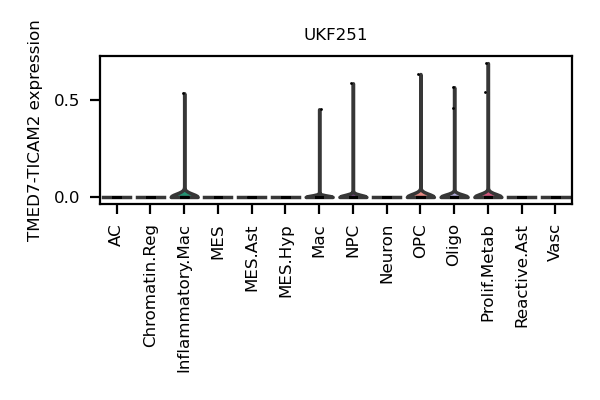 UKF251
TMED7-TICAM2 expression
0.5
0.0
AC
Chromatin.Reg
Inflammatory.Mac
MES
MES.Ast
MES.Hyp
Mac
NPC
Neuron
OPC
Oligo
Prolif.Metab
Reactive.Ast
Vasc